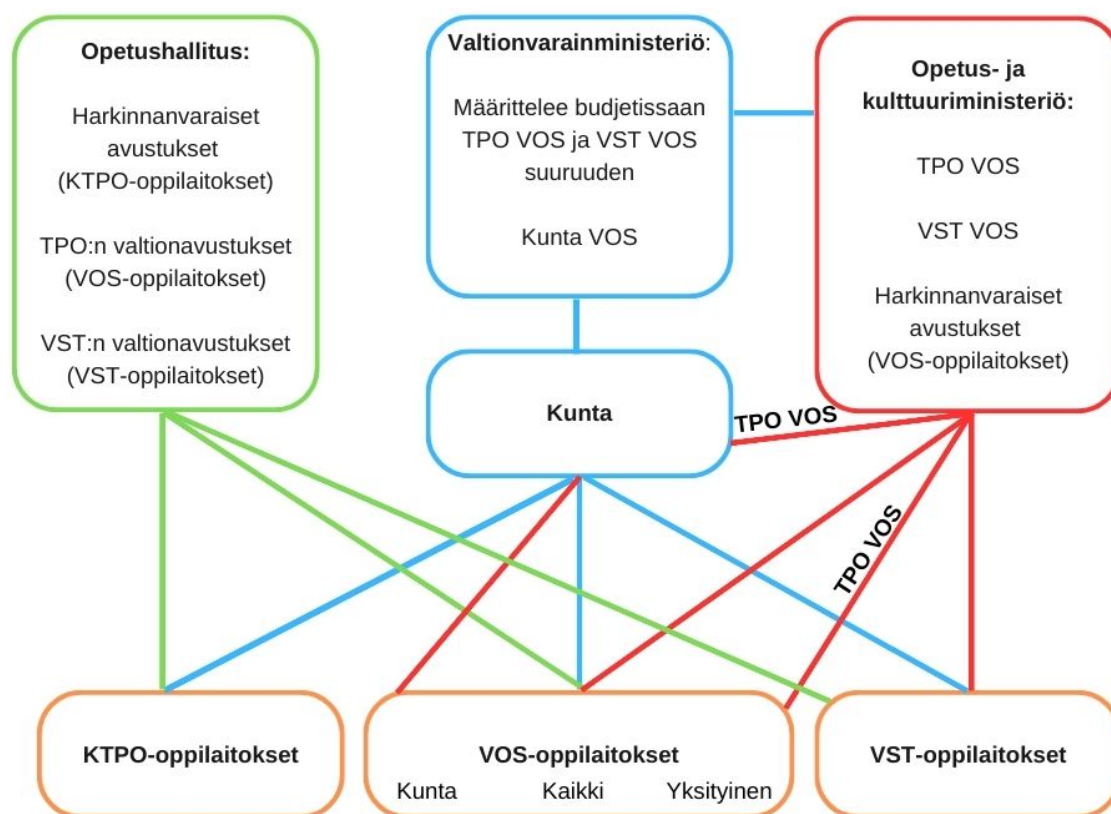 Opetushallitus:
Harkinnanvaraiset
avustukset
(KTPO-oppilaitokset)
TPO:n valtionavustukset
(VOS-oppilaitokset)
VST:n valtionavustukset
(VST-oppilaitokset)
Valtionvarainministeriö:
Määrittelee budjetissaan
TPO VOS ja VST VOS
suuruuden
Kunta VOS
Opetus- ja
kulttuuriministeriö:
TPO VOS
VST VOS
Harkinnanvaraiset
avustukset
(VOS-oppilaitokset)
Kunta
TPO VOS
TPO VOS
KTPO-oppilaitokset
VOS-oppilaitokset
Kunta Kaikki Yksityinen
VST-oppilaitokset